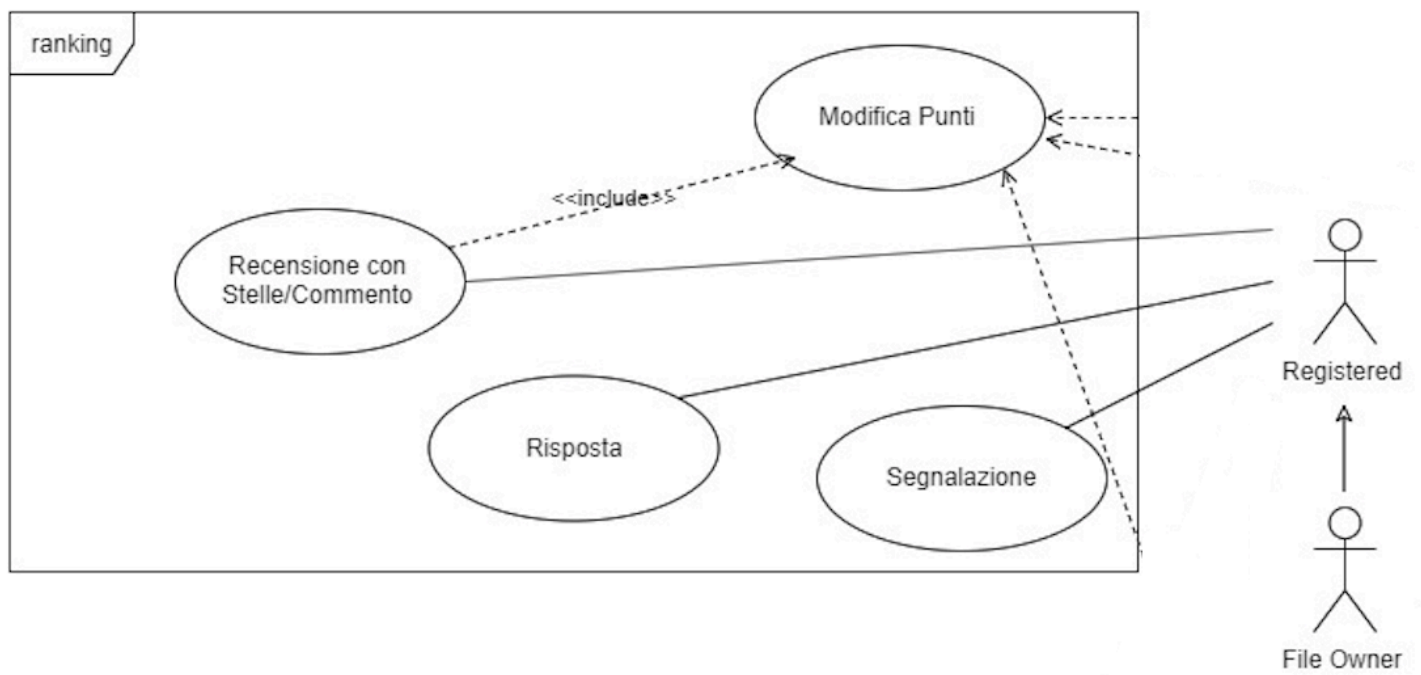 ranking
Modifica Punti
<<include>>
Recensione con
Stelle/Commento
Registered
Risposta
Segnalazione
File Owner